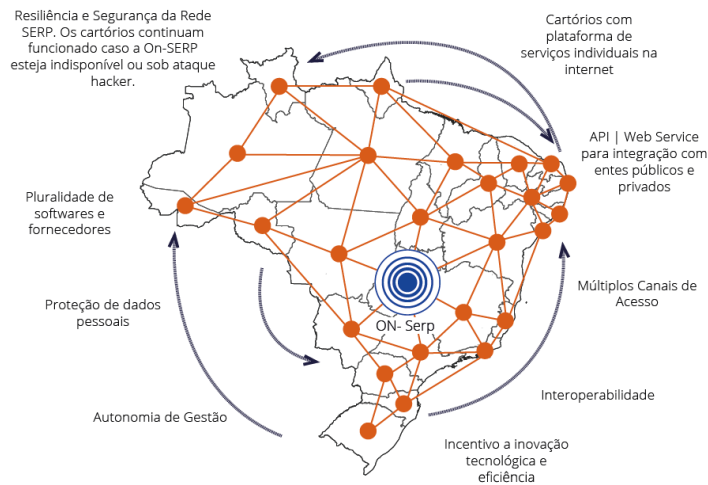 Resiliência e Segurança da Rede
SERP. Os cartórios continuam
funcionado caso a On-SERP
esteja indisponível ou sob ataque
hacker.
Cartórios com
plataforma de
serviços individuais na
internet
API | Web Service
para integração com
entes públicos e
privados
Pluralidade de
softwares e
fornecedores
Múltiplos Canais de
Acesso
Proteção de dados
pessoais
ON- Serp
Interoperabilidade
Autonomia de Gestão
Incentivo a inovação
tecnológica e
eficiência